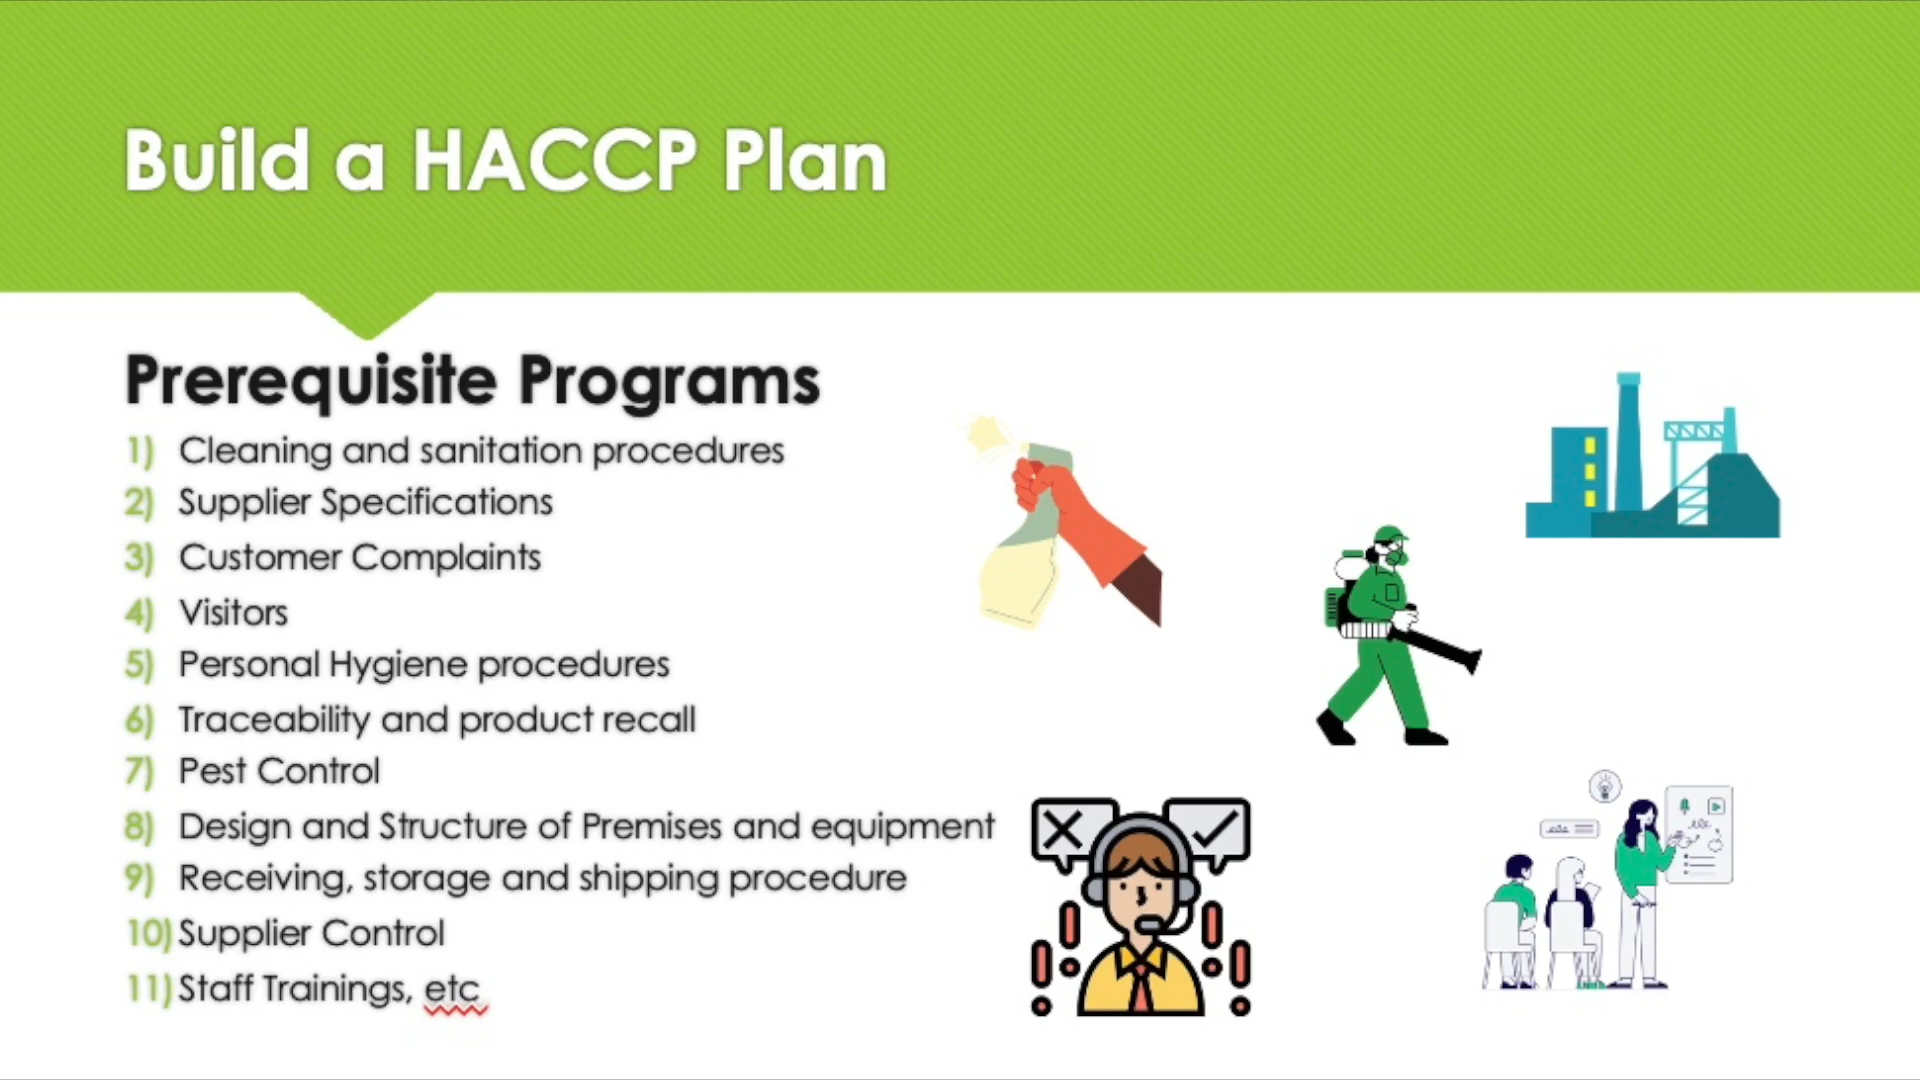 Build a HACCP Plan
Prerequisite Programs
1) Cleaning and sanitation procedures
2) Supplier Specifications
3) Customer Complaints
4) Visitors
5) Personal Hygiene procedures
6) Traceability and product recall
7) Pest Control
8) Design and Structure of Premises and equipment
9) Receiving, storage and shipping procedure
10) Supplier Control
11) Staff Trainings, etc